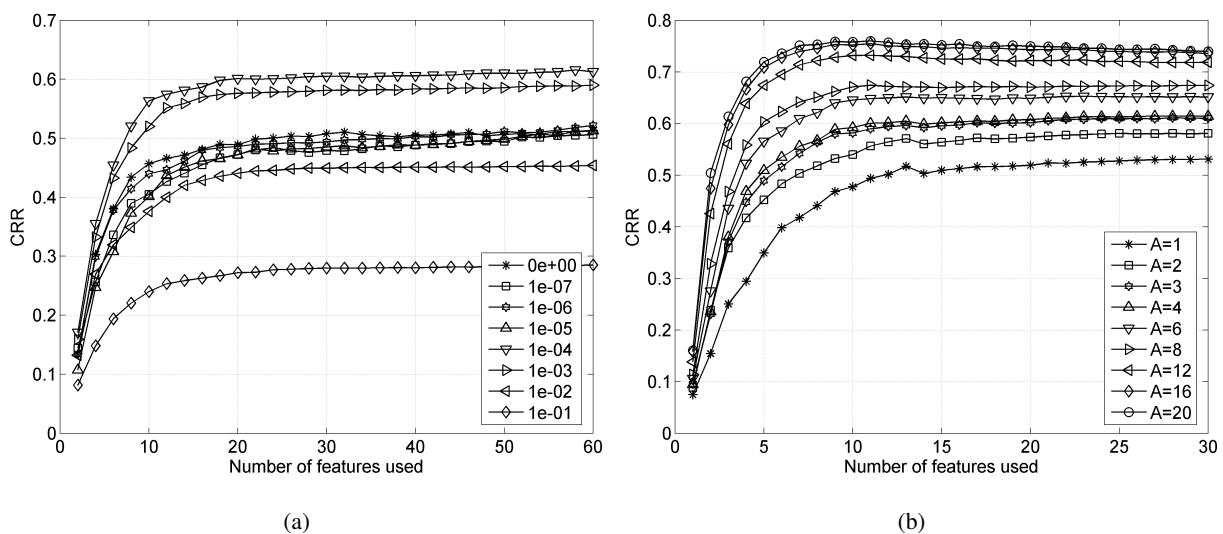 0.7
0.6
0.5
0.4
0.3
0.2
0.1
0
CRR
0 10 20 30 40 50 60
Number of features used
0e+00
1e-07
1e-06
1e-05
1e-04
1e-03
1e-02
1e-01
(a)
0.8
0.7
0.6
0.5
0.4
0.3
0.2
0.1
0
CRR
0 5 10 15 20 25 30
Number of features used
A=1
A=2
A=3
A=4
A=6
A=8
A=12
A=16
A=20
(b)